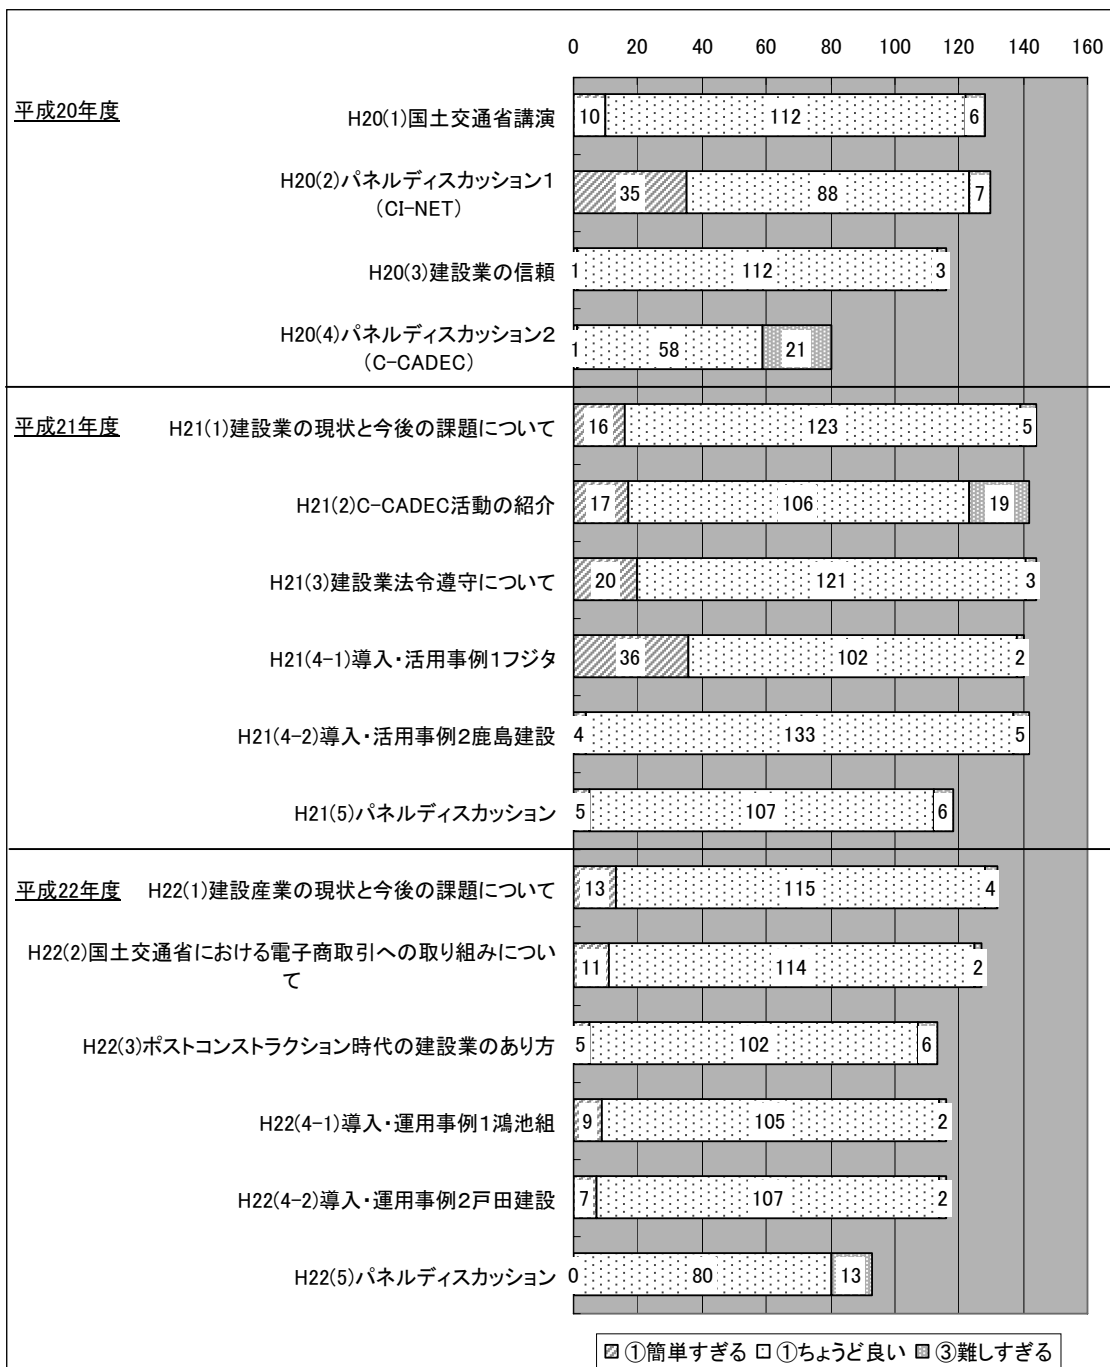 0 20 40 60 80 100 120 140 160
平成20年度
H20(1)国土交通省講演
10 112 6
H20(2)パネルディスカッション1
(CI-NET)
35 88 7
H20(3)建設業の信頼
1 112 3
H20(4)パネルディスカッション2
(C-CADEC)
1 58 21
平成21年度
H21(1)建設業の現状と今後の課題について
16 123 5
H21(2)C-CADEC活動の紹介
17 106 19
H21(3)建設業法令遵守について
20 121 3
H21(4-1)導入・活用事例1フジタ
36 102 2
H21(4-2)導入・活用事例2鹿島建設
4 133 5
H21(5)パネルディスカッション
5 107 6
平成22年度
H22(1)建設産業の現状と今後の課題について
13 115 4
H22(2)国土交通省における電子商取引への取り組みについ
て
11 114 2
H22(3)ポストコンストラクション時代の建設業のあり方
5 102 6
H22(4-1)導入・運用事例1鴻池組
9 105 2
H22(4-2)導入・運用事例2戸田建設
7 107 2
H22(5)パネルディスカッション
0 80 13
①簡単すぎる ①ちょうど良い ③難しすぎる